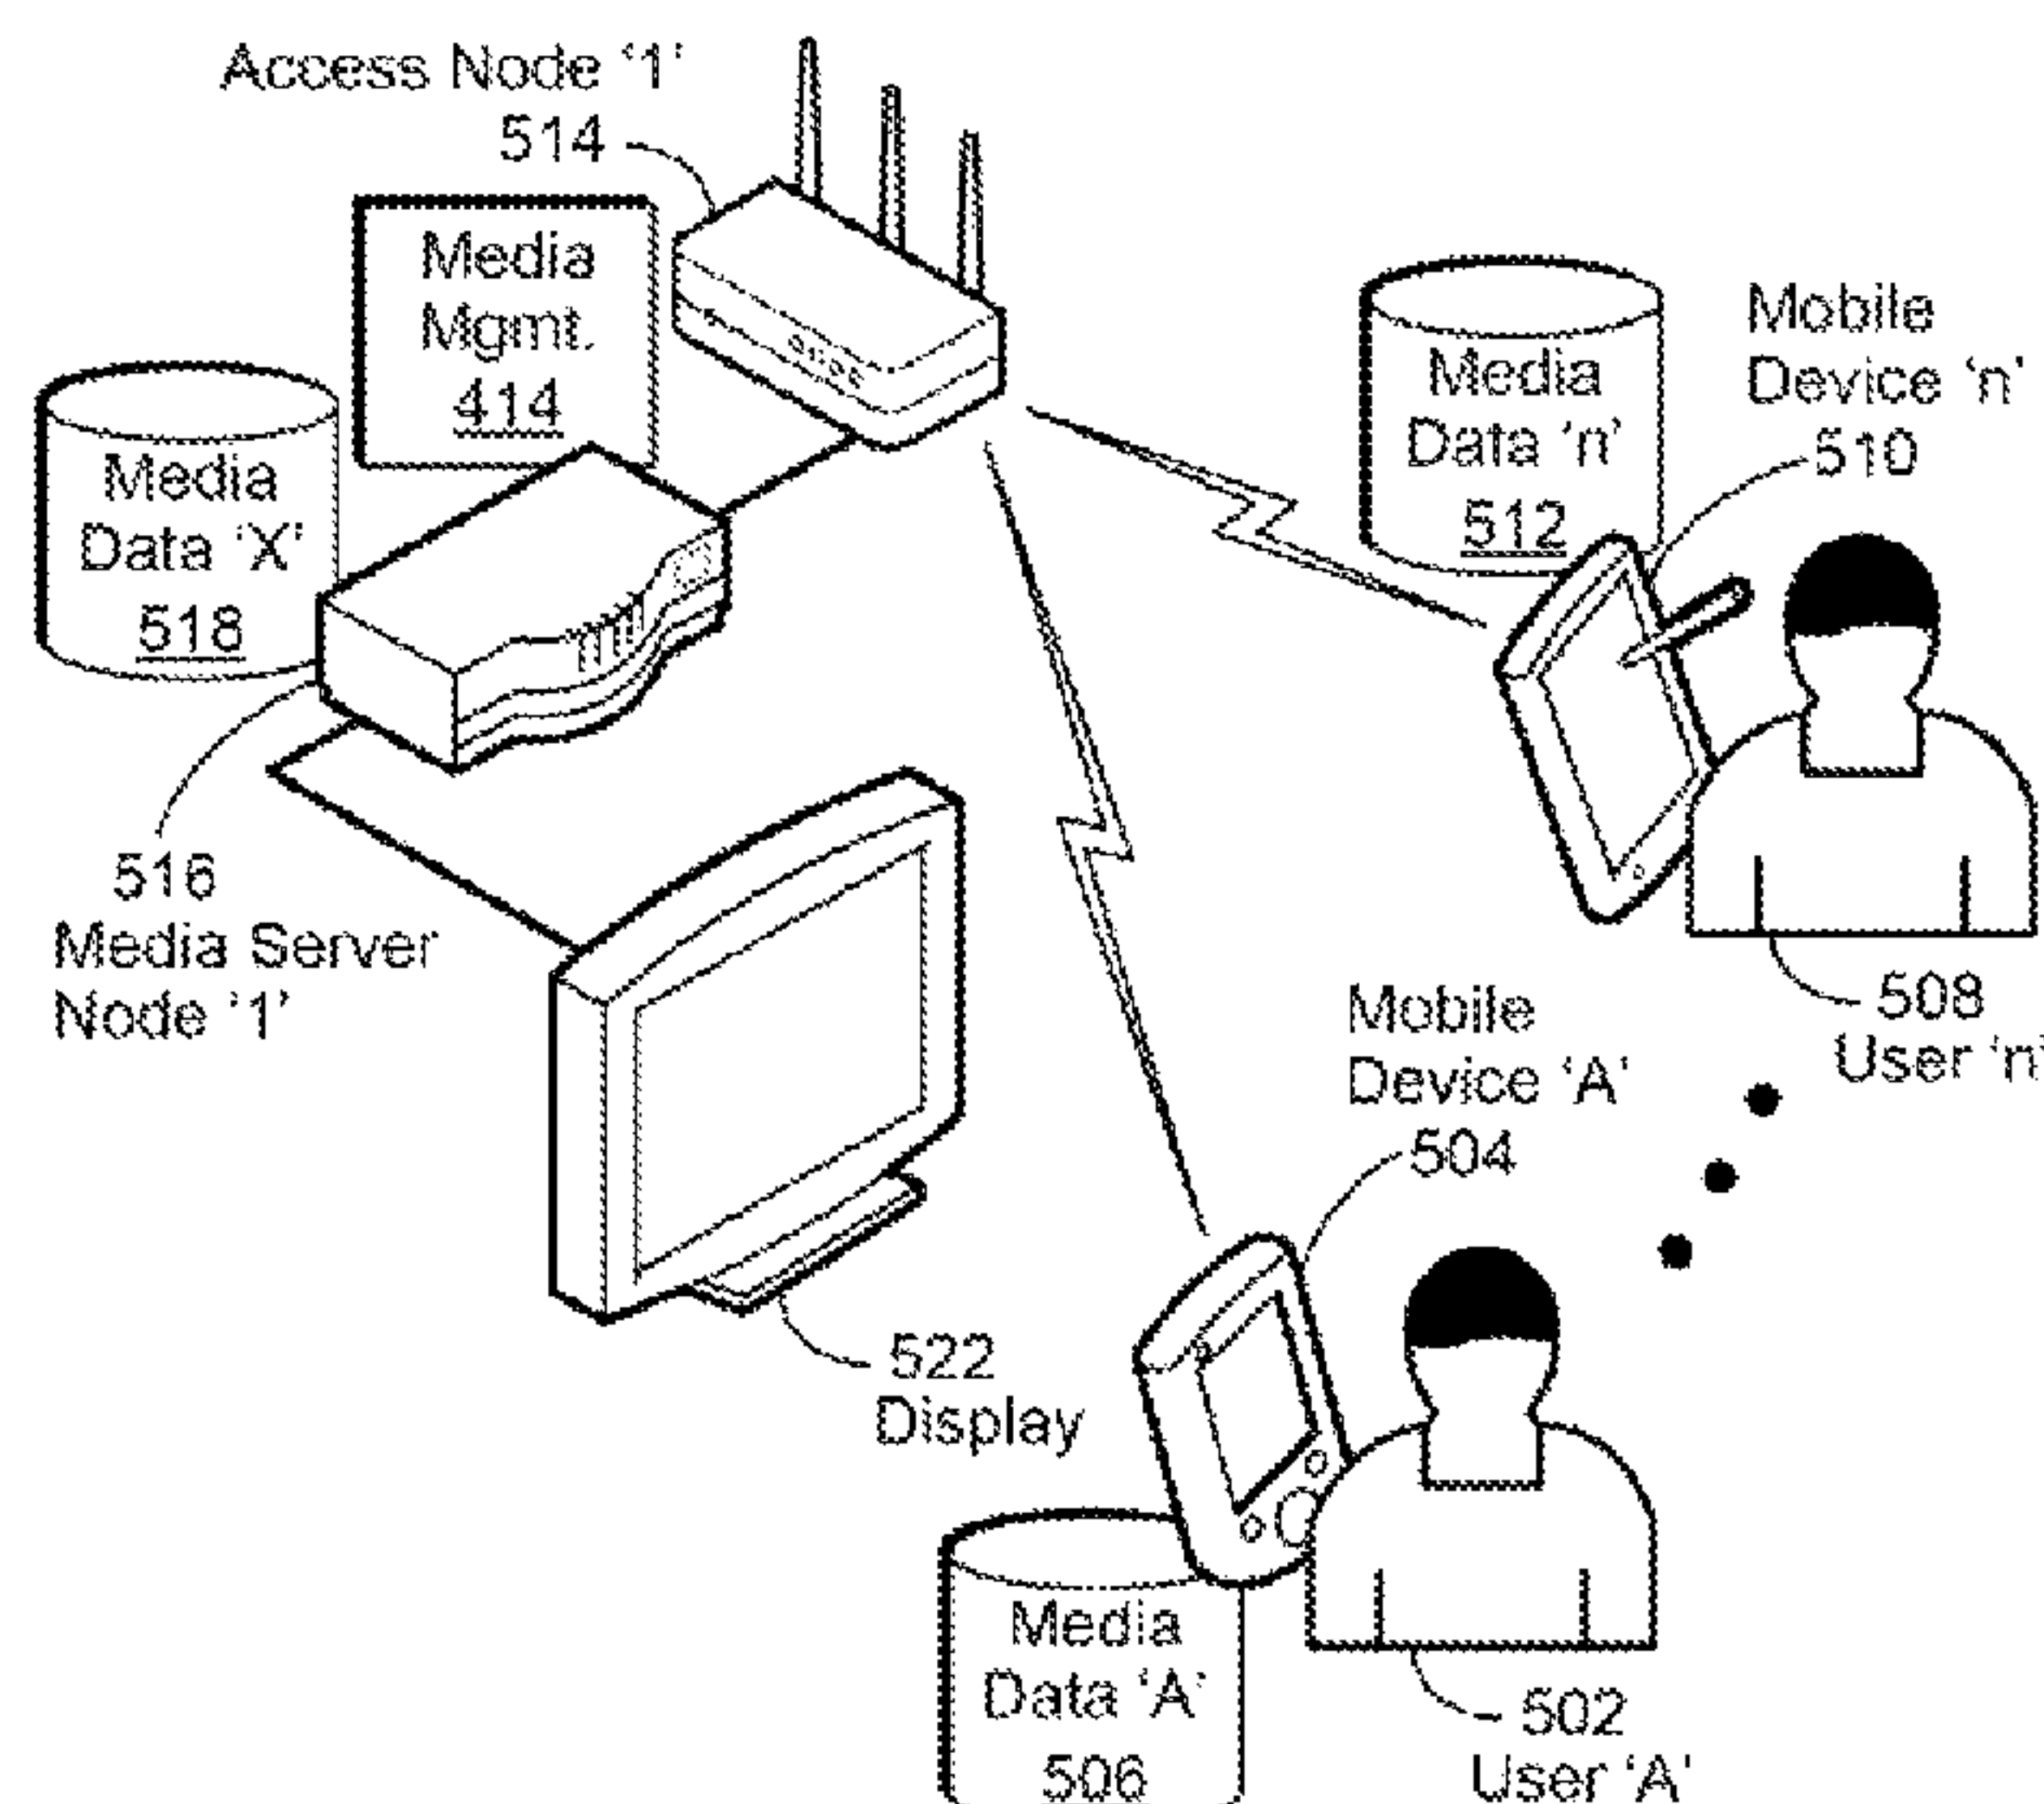 Access Node ‘1’
514
Media
Mgmt.
414
Media
Data ‘X’
518
516
Media Server
Node ‘1’
Media
Data ‘n’
512
Mobile
Device ‘n’
510
508
User ‘n’
Mobile
Device ‘A’
504
522
Display
Media
Data ‘A’
506
502
User ‘A’